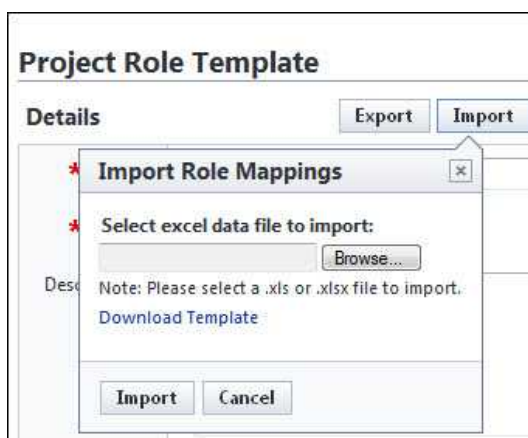 Project Role Template
Details
Export
Import
*
Import Role Mappings
*
Select excel data file to import:
Browse...
Desc
Note: Please select a .xls or .xlsx file to import.
Download Template
Import
Cancel